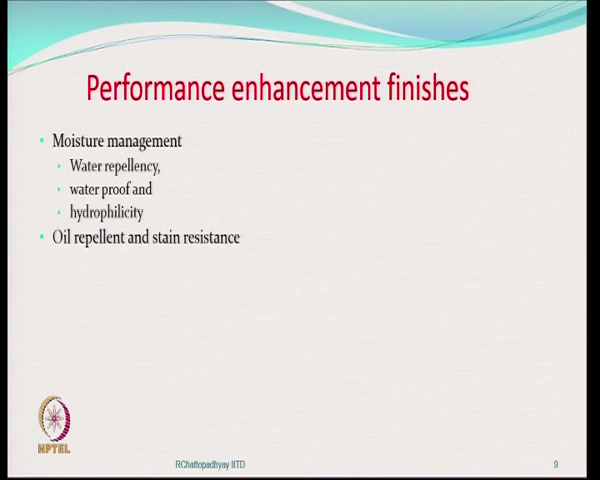 Performance enhancement finishes
Moisture management
Water repellency,
water proof and
hydrophilicity
Oil repellent and stain resistance
NPTEL
RChattopadhyay IITD
9